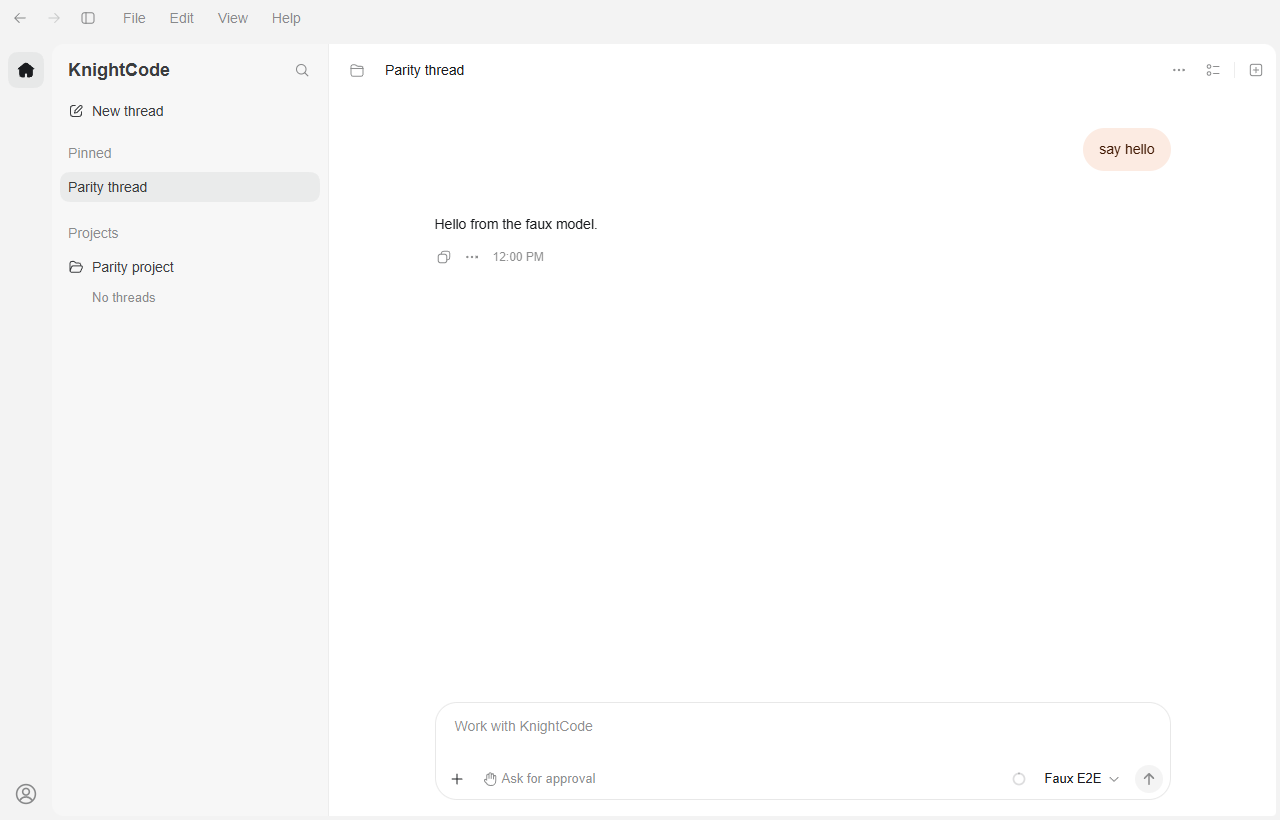 File Edit View Help
KnightCode
New thread
Pinned
Parity thread
Projects
Parity project
No threads
Parity thread
say hello
Hello from the faux model.
12:00 PM
Work with KnightCode
Ask for approval
Faux E2E